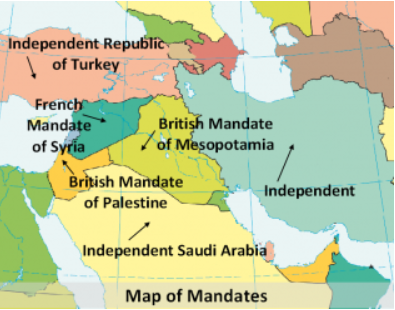 Independent Republic
of Turkey
French
Mandate
of Syria
British Mandate
of Mesopotamia
British Mandate
of Palestine
Independent
Independent Saudi Arabia
Map of Mandates